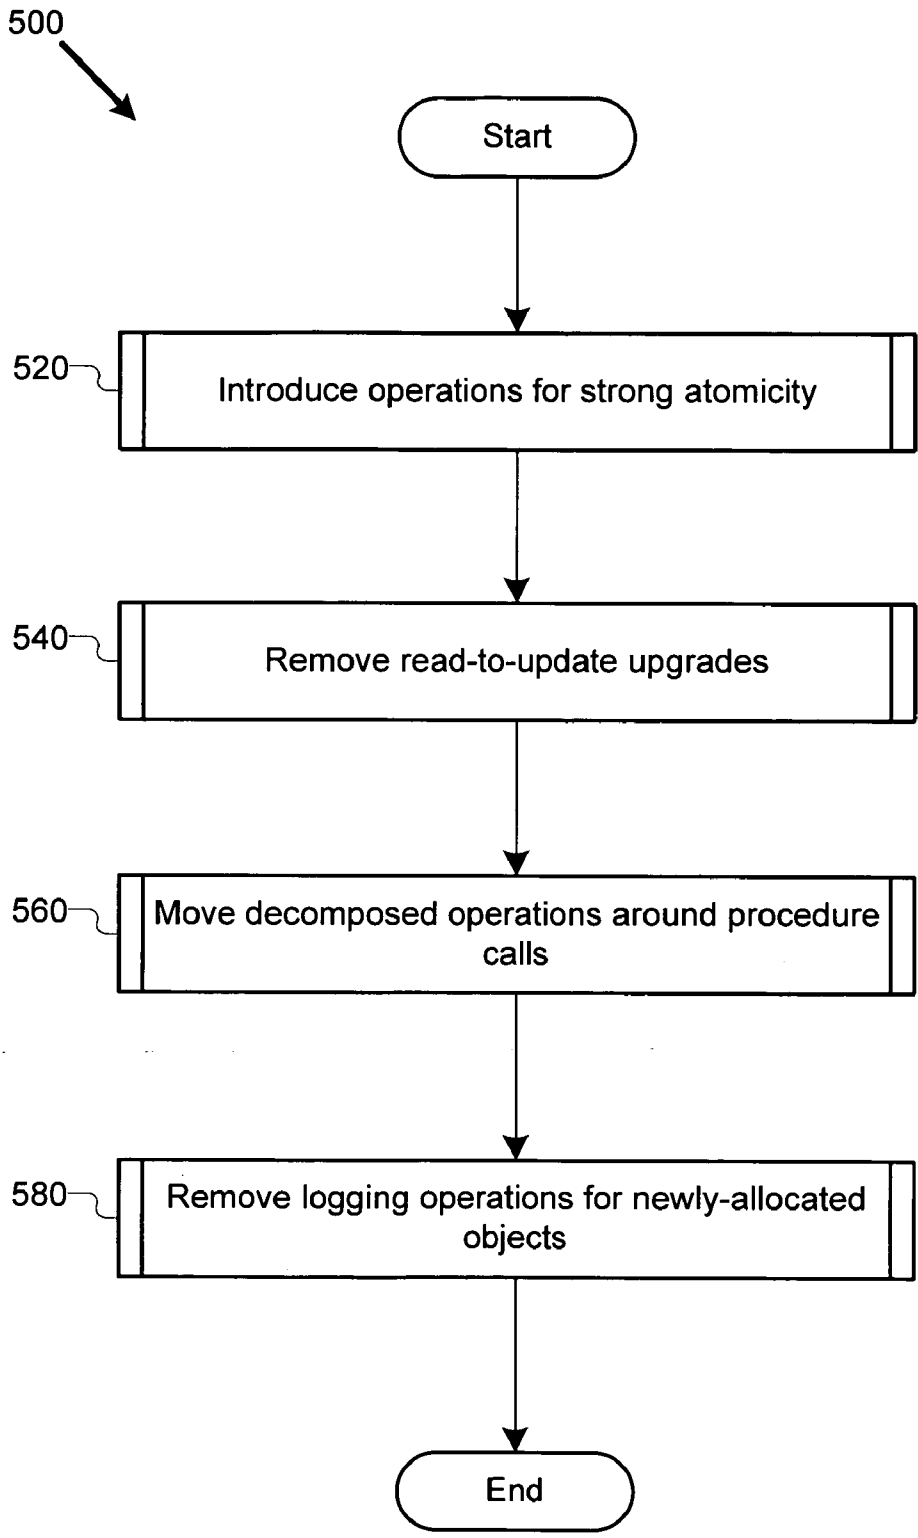 500
Start
520
Introduce operations for strong atomicity
540
Remove read-to-update upgrades
560
Move decomposed operations around procedure
calls
580
Remove logging operations for newly-allocated
objects
End